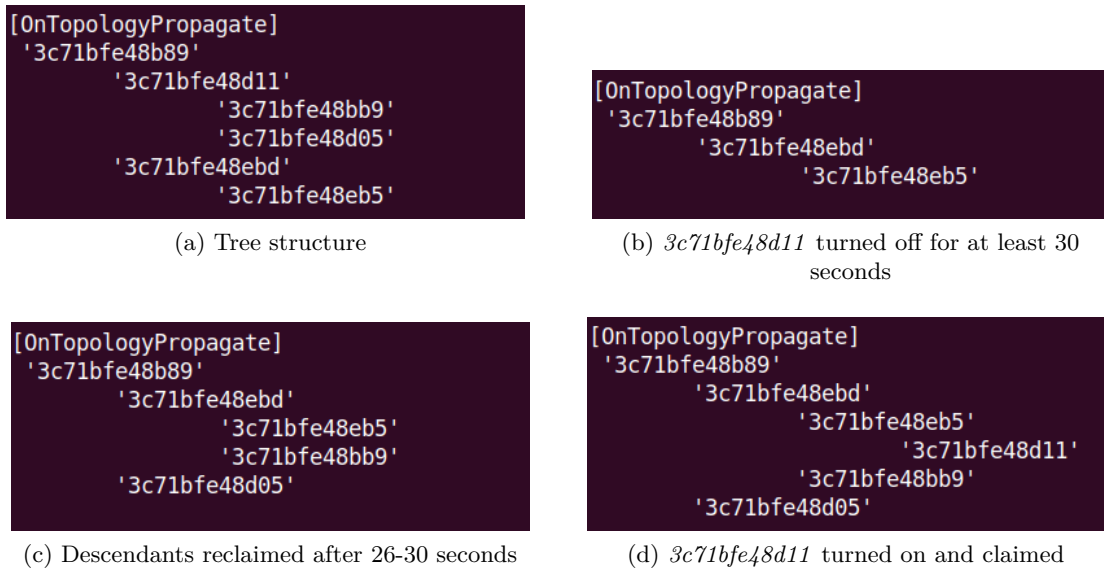 [OnTopologyPropagate]
'3c71bfe48b89'
'3c71bfe48d11'
'3c71bfe48bb9'
'3c71bfe48d05'
'3c71bfe48ebd'
'3c71bfe48eb5'
(a) Tree structure
[OnTopologyPropagate]
'3c71bfe48b89'
'3c71bfe48ebd'
'3c71bfe48eb5'
(b) 3c71bfe48d11 turned off for at least 30
seconds
[OnTopologyPropagate]
'3c71bfe48b89'
'3c71bfe48ebd'
'3c71bfe48eb5'
'3c71bfe48bb9'
'3c71bfe48d05'
(c) Descendants reclaimed after 26-30 seconds
[OnTopologyPropagate]
'3c71bfe48b89'
'3c71bfe48ebd'
'3c71bfe48eb5'
'3c71bfe48d11'
'3c71bfe48bb9'
'3c71bfe48d05'
(d) 3c71bfe48d11 turned on and claimed